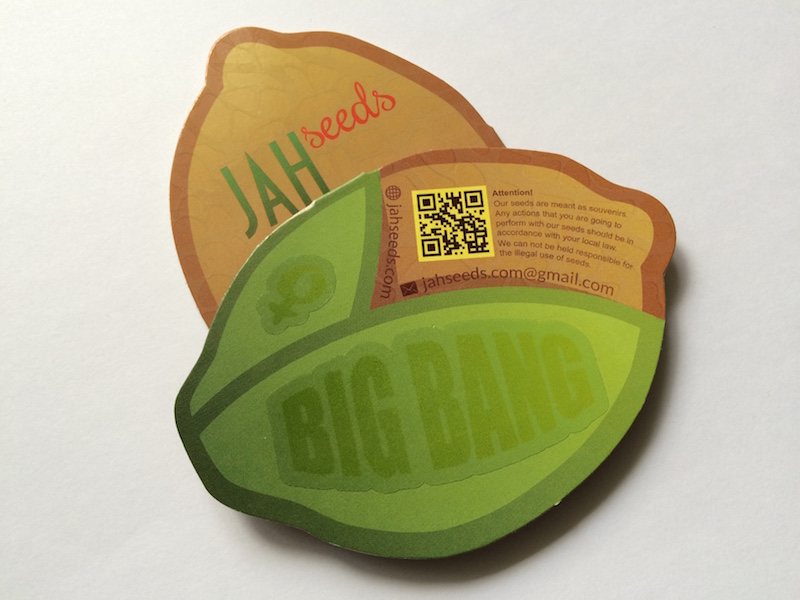 JAH seeds
jahseeds.com
Attention!
Our seeds are meant as souvenirs.
Any actions that you are going to
perform with our seeds should be in
accordance with your local law.
We can not be held responsible for
the illegal use of seeds.
jahseeds.com@gmail.com
BIG BANG